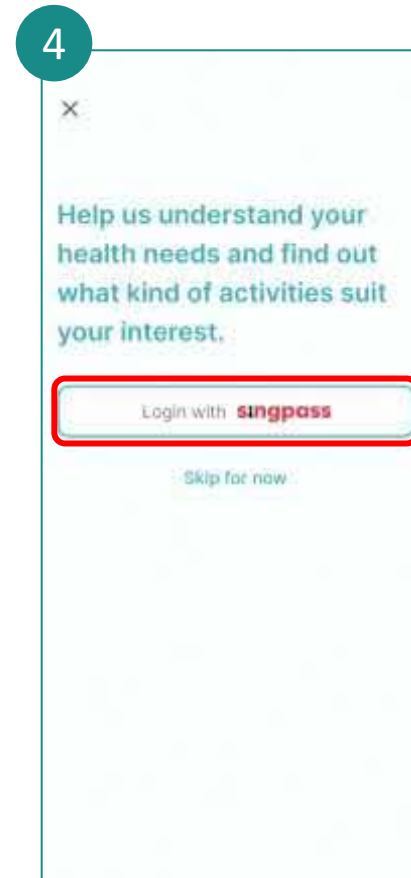 4
×
Help us understand your
health needs and find out
what kind of activities suit
your interest.
Login with singpass
Skip for now